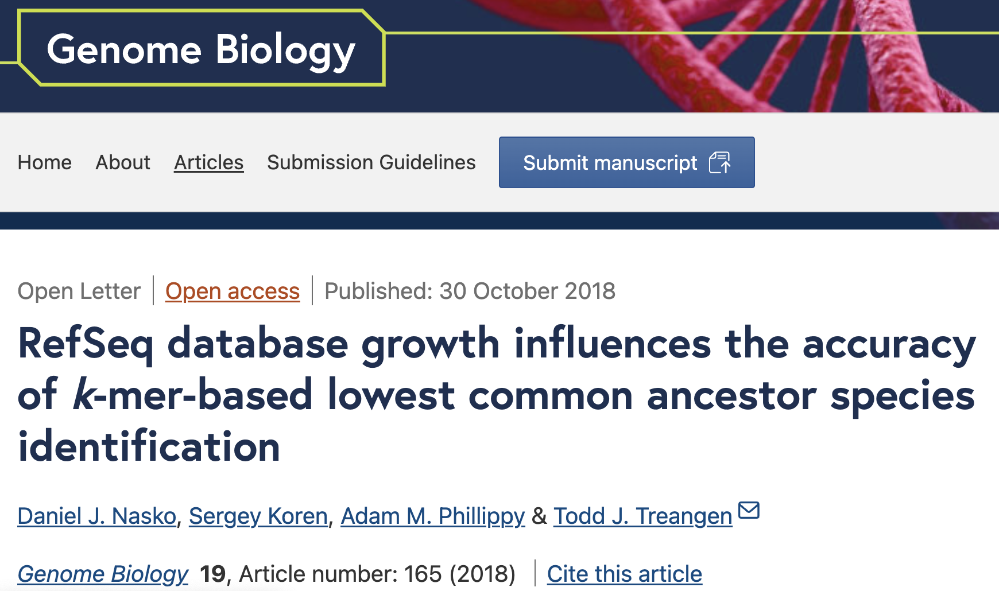 Genome Biology
Home About Articles Submission Guidelines Submit manuscript
Open Letter Open access Published: 30 October 2018
RefSeq database growth influences the accuracy
of k-mer-based lowest common ancestor species
identification
Daniel J. Nasko, Sergey Koren, Adam M. Phillippy & Todd J. Treangen
Genome Biology 19, Article number: 165 (2018) Cite this article